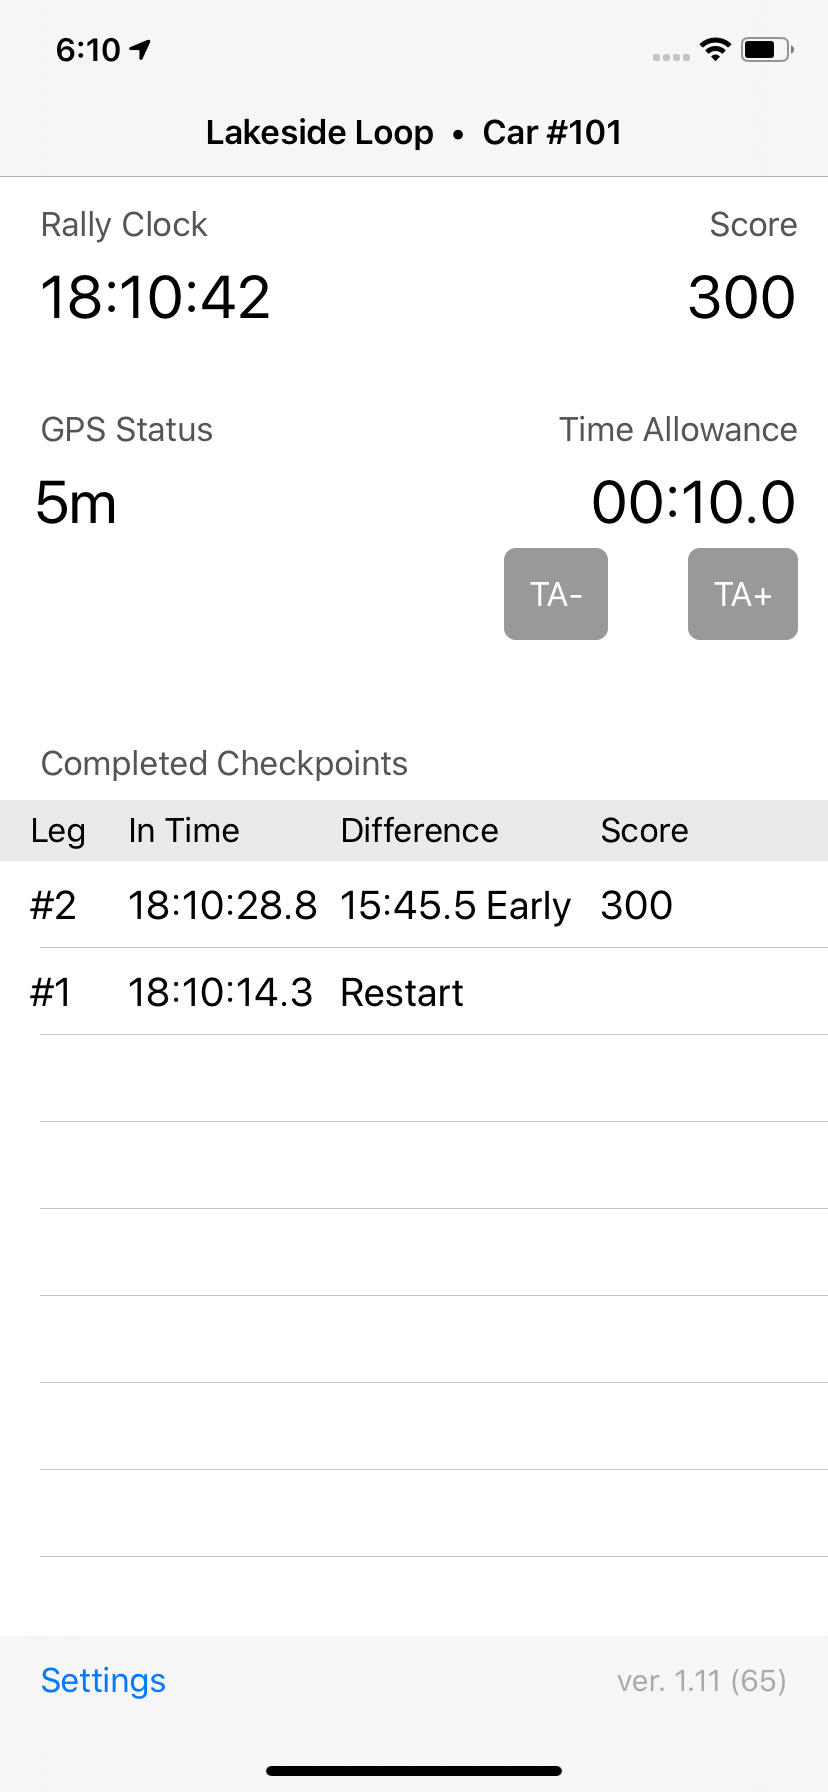 6:10
Lakeside Loop • Car #101
Rally Clock Score
18:10:42 300
GPS Status Time Allowance
5m 00:10.0
TA- TA+
Completed Checkpoints
Leg In Time Difference Score
#2 18:10:28.8 15:45.5 Early 300
#1 18:10:14.3 Restart
Settings ver. 1.11 (65)